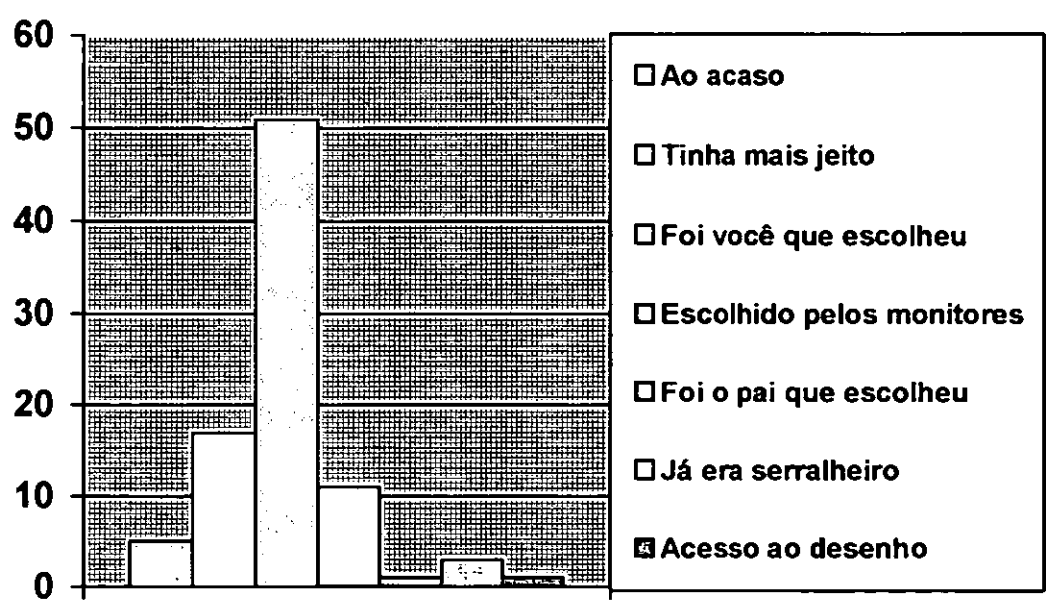 60
50
40
30
20
10
0
Ao acaso
Tinha mais jeito
Foi você que escolheu
Escolhido pelos monitores
Foi o pai que escolheu
Já era serralheiro
Acesso ao desenho